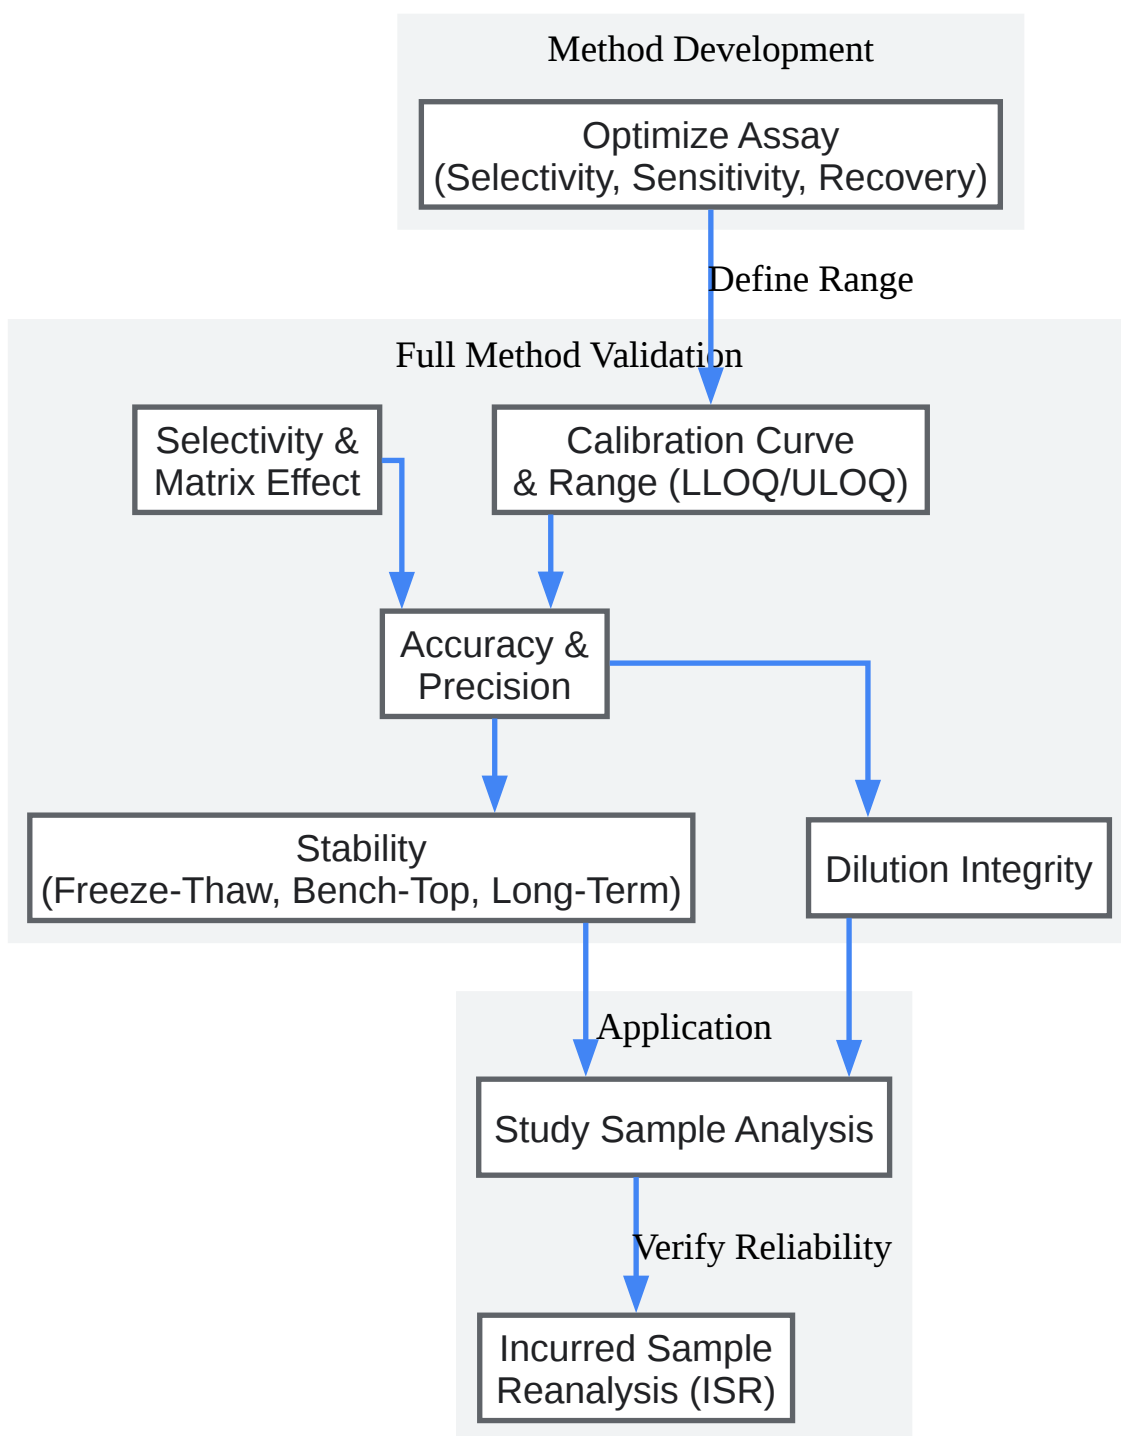 Method Development
Optimize Assay
(Selectivity, Sensitivity, Recovery)
Define Range
Full Method Validation
Selectivity &
Matrix Effect
Calibration Curve
& Range (LLOQ/ULOQ)
Accuracy &
Precision
Stability
(Freeze-Thaw, Bench-Top, Long-Term)
Dilution Integrity
Application
Study Sample Analysis
Verify Reliability
Incurred Sample
Reanalysis (ISR)